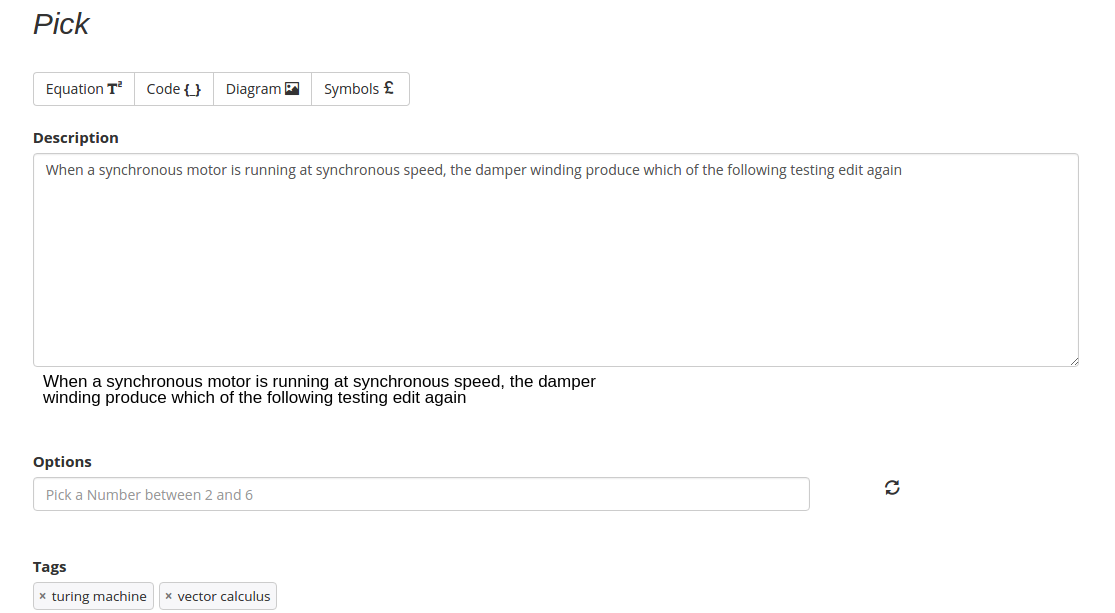 Pick
Equation T²
Code {_}
Diagram
Symbols £
Description
When a synchronous motor is running at synchronous speed, the damper winding produce which of the following testing edit again
When a synchronous motor is running at synchronous speed, the damper
winding produce which of the following testing edit again
Options
Pick a Number between 2 and 6
Tags
× turing machine × vector calculus